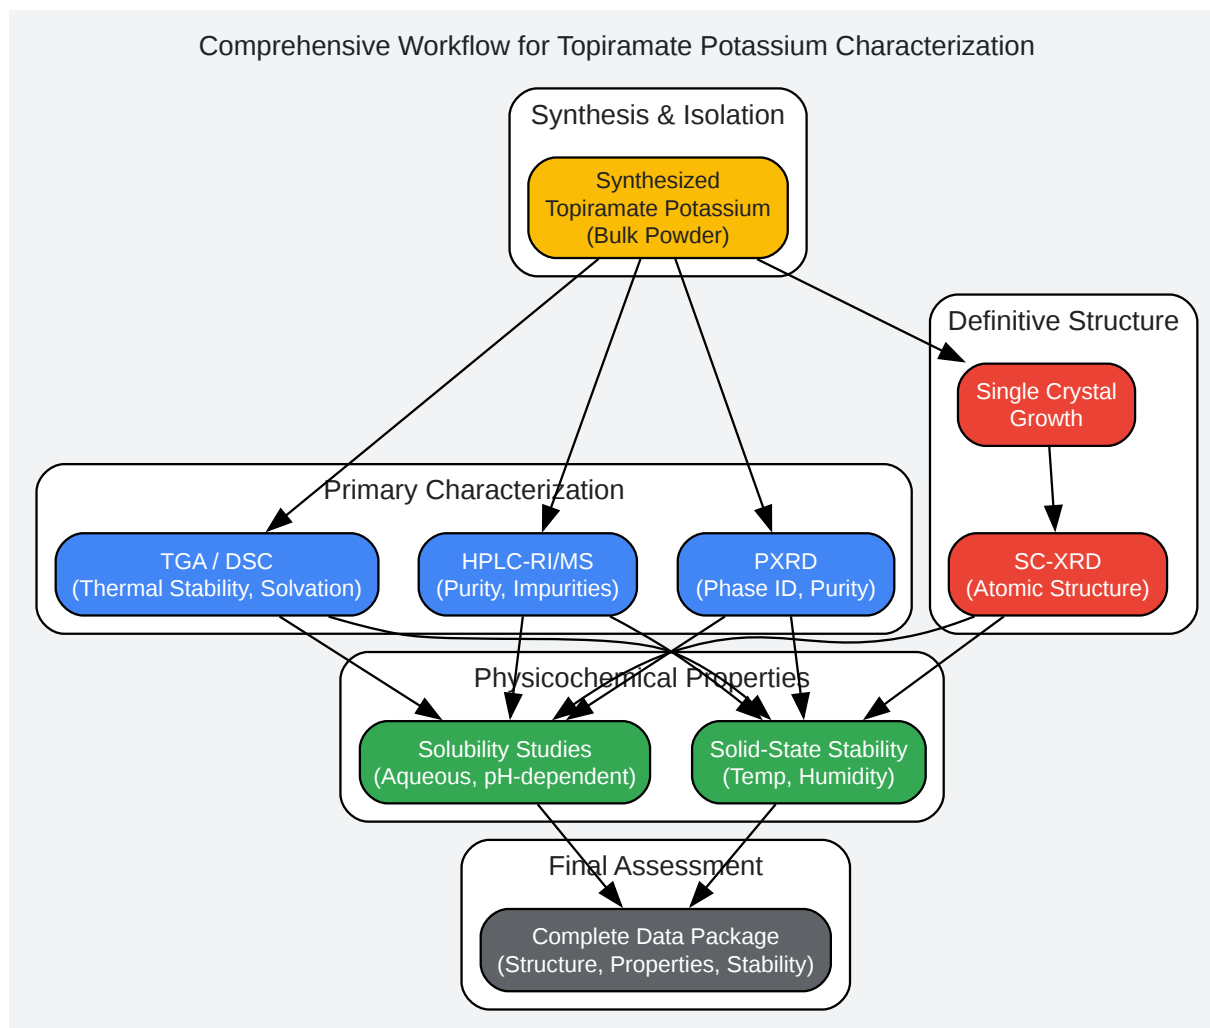 Comprehensive Workflow for Topiramate Potassium Characterization
Synthesis & Isolation
Synthesized
Topiramate Potassium
(Bulk Powder)
Definitive Structure
Single Crystal
Growth
Primary Characterization
TGA / DSC
(Thermal Stability, Solvation)
HPLC-RI/MS
(Purity, Impurities)
PXRD
(Phase ID, Purity)
SC-XRD
(Atomic Structure)
Physicochemical Properties
Solubility Studies
(Aqueous, pH-dependent)
Solid-State Stability
(Temp, Humidity)
Final Assessment
Complete Data Package
(Structure, Properties, Stability)